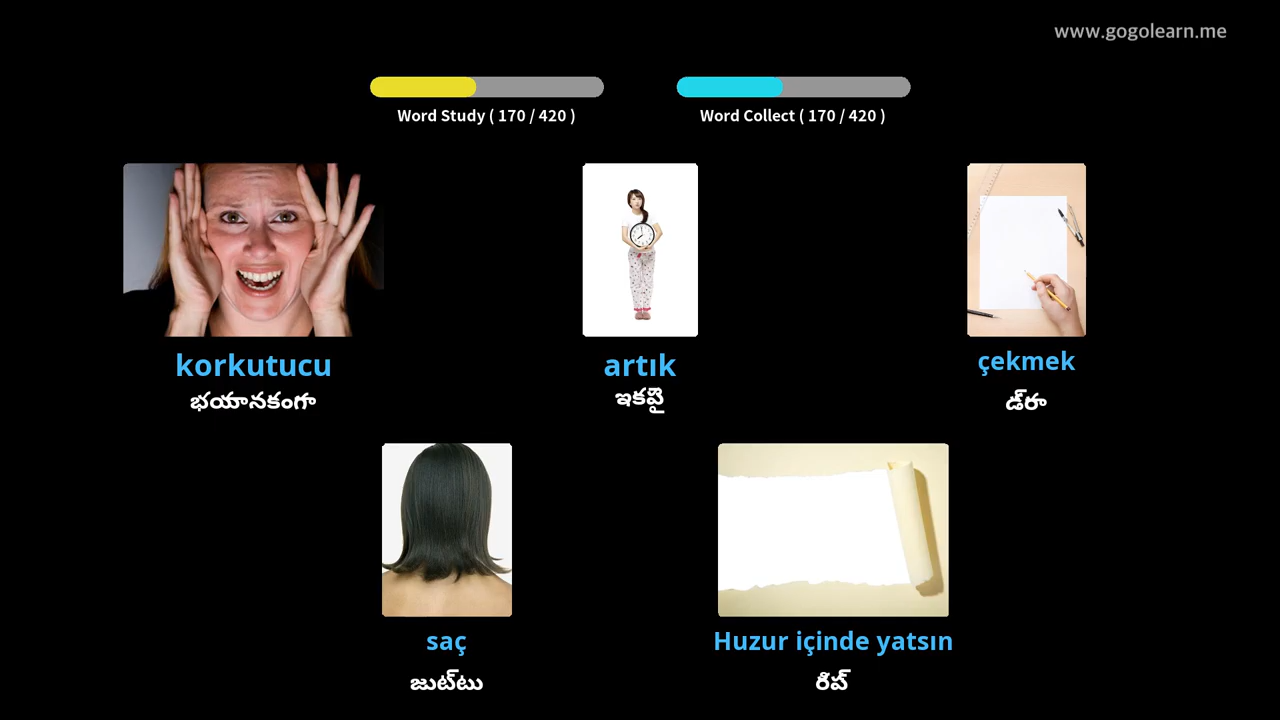 www.gogolearn.me
Word Study ( 170 / 420 )
Word Collect ( 170 / 420 )
korkutucu
భయానకంగా
artık
ఇకపై
çekmek
డ్రా
saç
జుట్టు
Huzur içinde yatsın
రిప్